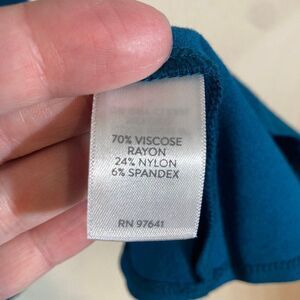 70% VISCOSE
RAYON
24% NYLON
6% SPANDEX
RN 97641